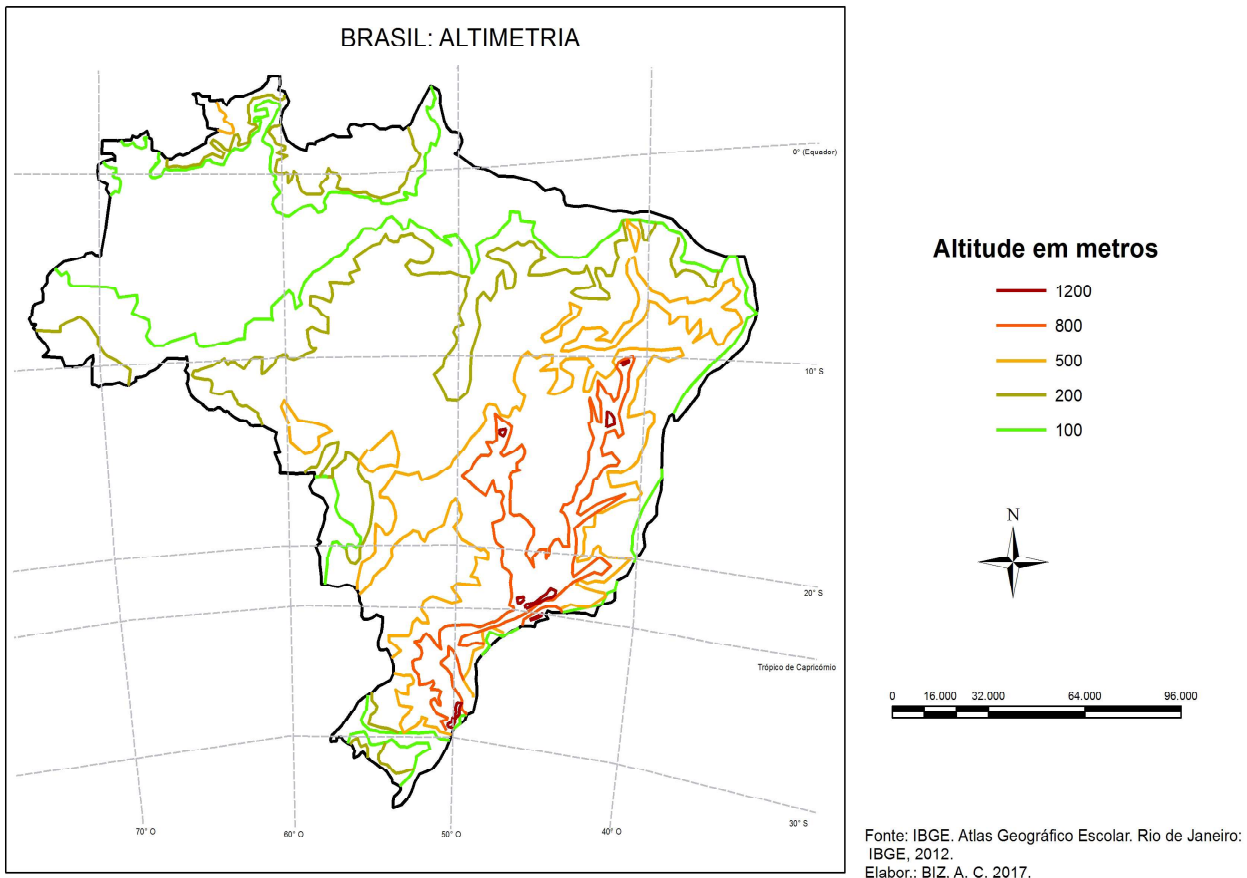 BRASIL: ALTIMETRIA
0° (Equador)
10° S
20° S
Trópico de Capricórnio
30° S
70° O
60° O
50° O
40° O
Altitude em metros
1200
800
500
200
100
N
0 16.000 32.000 64.000 96.000
Fonte: IBGE. Atlas Geográfico Escolar. Rio de Janeiro:
IBGE, 2012.
Elabor.: BIZ. A. C. 2017.